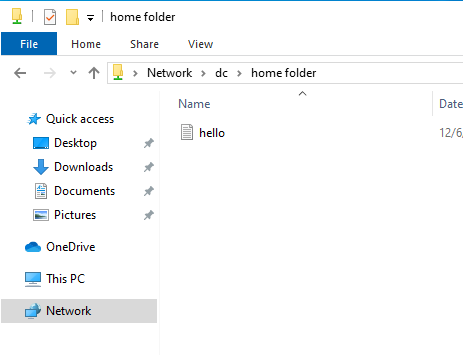 home folder
File Home Share View
Network dc home folder
Name Date
hello 12/6,
Quick access
Desktop
Downloads
Documents
Pictures
OneDrive
This PC
Network